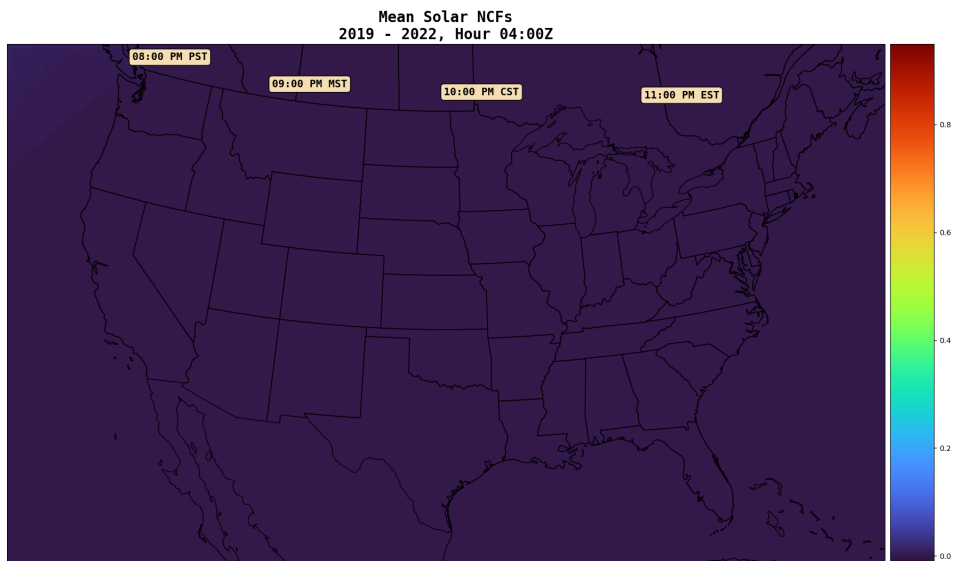 Mean Solar NCFs
2019 - 2022, Hour 04:00Z
08:00 PM PST
09:00 PM MST
10:00 PM CST
11:00 PM EST
0.8
0.6
0.4
0.2
0.0